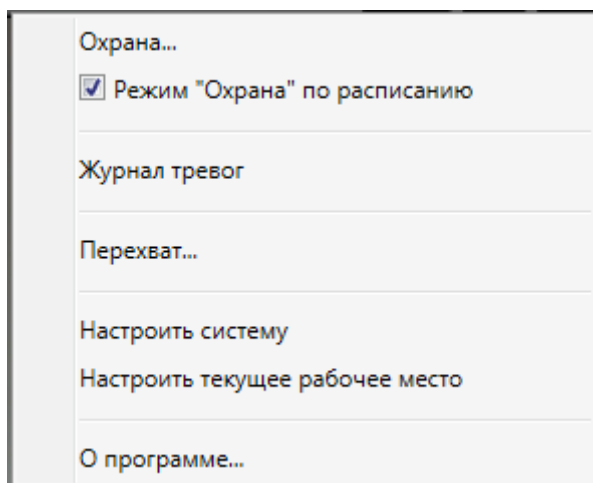 Охрана...
Режим "Охрана" по расписанию
Журнал тревог
Перехват...
Настроить систему
Настроить текущее рабочее место
О программе...